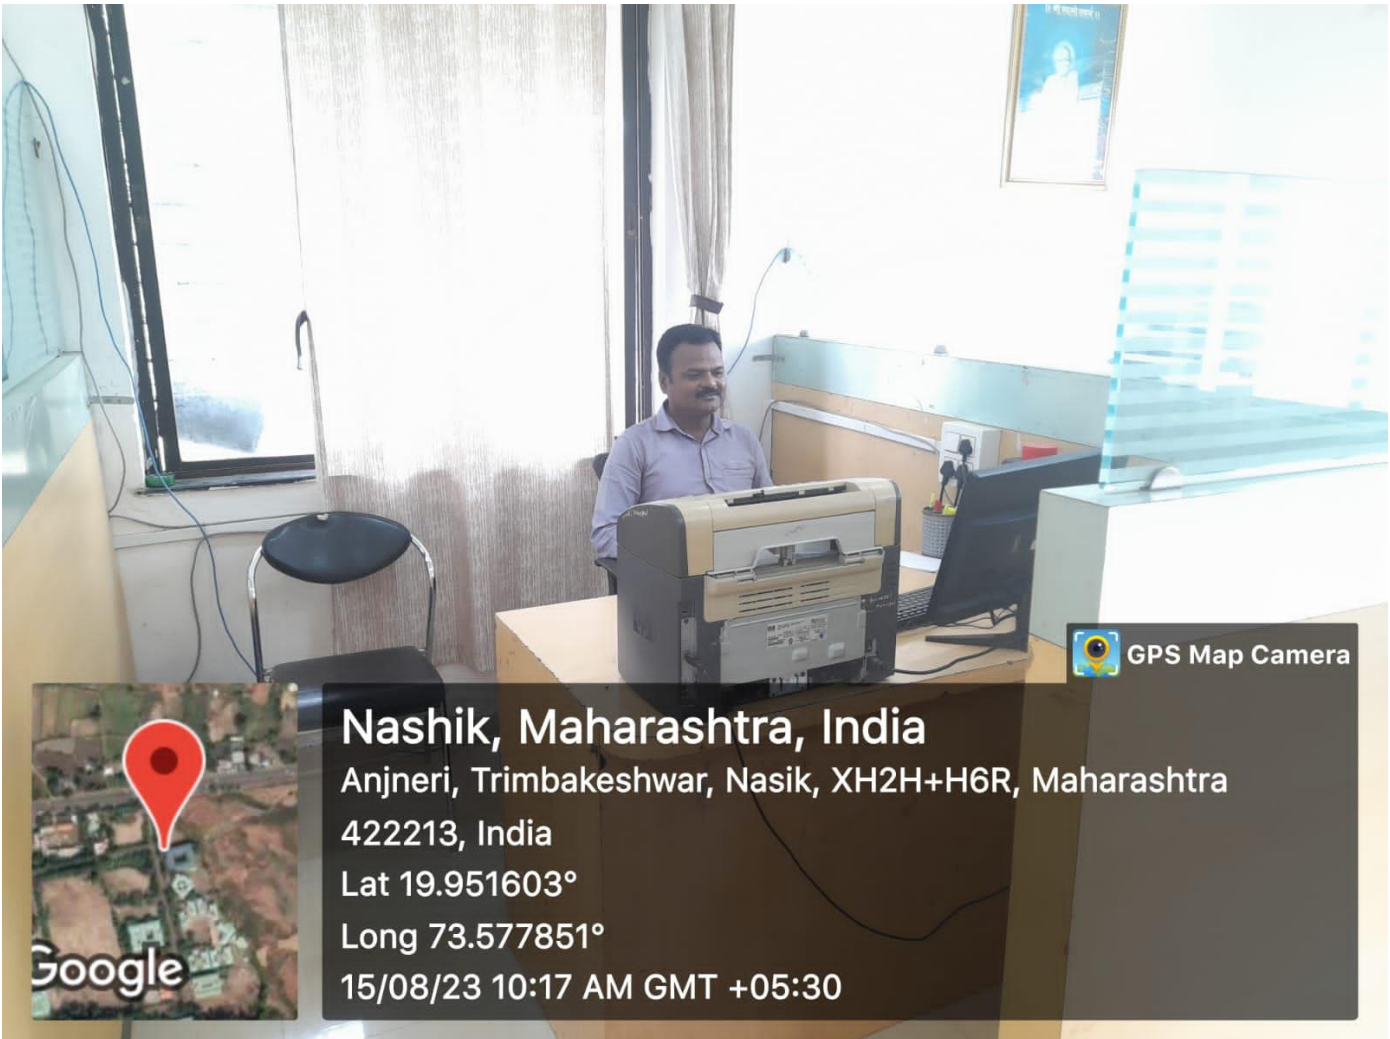 GPS Map Camera
Nashik, Maharashtra, India
Anjneri, Trimbakeshwar, Nasik, XH2H+H6R, Maharashtra
422213, India
Lat 19.951603°
Long 73.577851°
15/08/23 10:17 AM GMT +05:30
Google